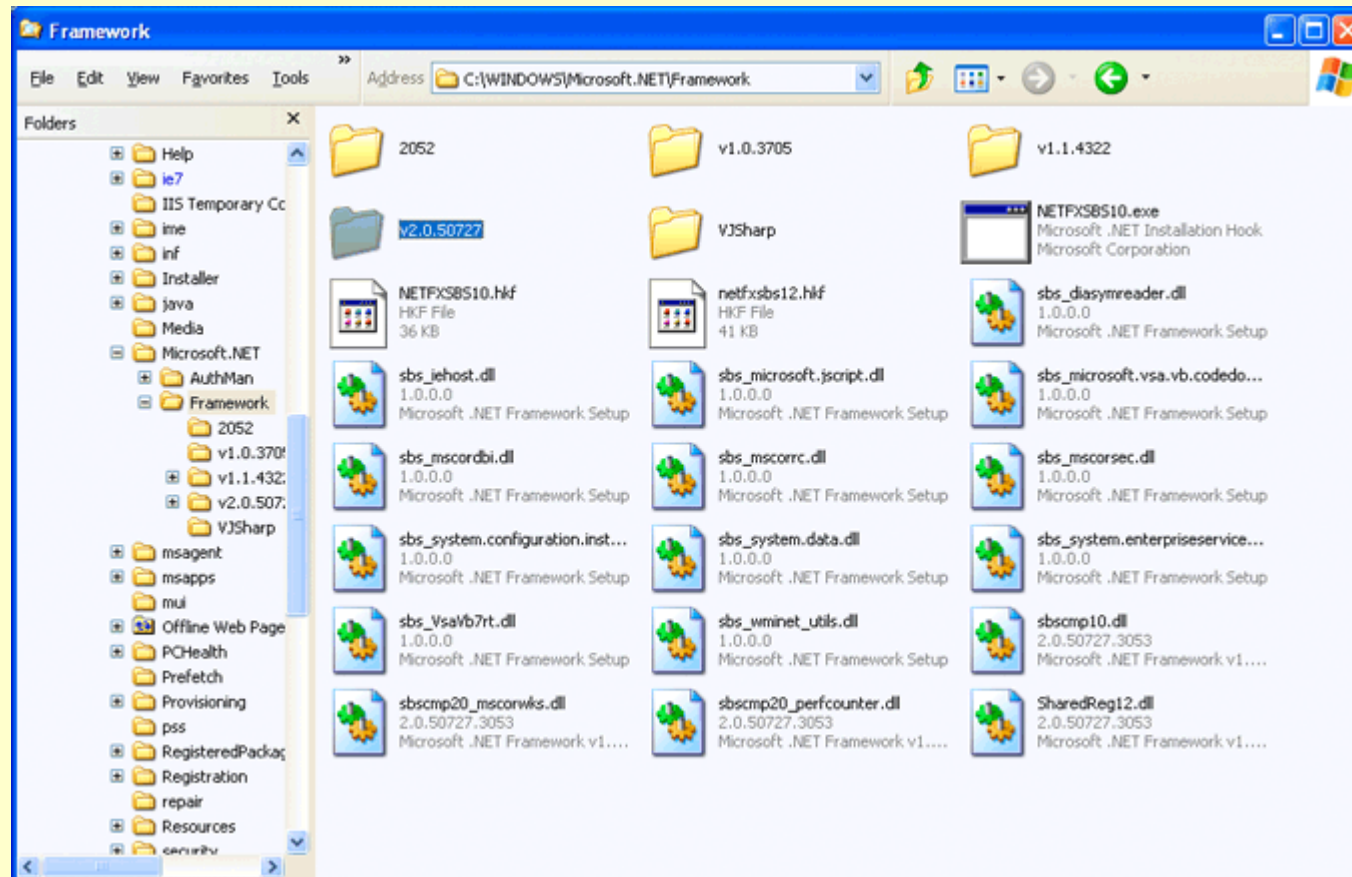 Framework
File Edit View Favorites Tools » Address C:\WINDOWS\Microsoft.NET\Framework
Folders
Help
ie7
IIS Temporary Co
ime
inf
Installer
java
Media
Microsoft.NET
AuthMan
Framework
2052
v1.0.370
v1.1.432
v2.0.507
VJSharp
msagent
msapps
mui
Offline Web Page
PCHealth
Prefetch
Provisioning
pss
RegisteredPackag
Registration
repair
Resources
security
2052
v1.0.3705
v1.1.4322
v2.0.50727
VJSharp
NETFXSBS10.exe
Microsoft .NET Installation Hook
Microsoft Corporation
NETFXSBS10.hkf
HKF File
36 KB
netfxsbs12.hkf
HKF File
41 KB
sbs_diasymreader.dll
1.0.0.0
Microsoft .NET Framework Setup
sbs_iehost.dll
1.0.0.0
Microsoft .NET Framework Setup
sbs_microsoft.jscript.dll
1.0.0.0
Microsoft .NET Framework Setup
sbs_microsoft.vsa.vb.codedo...
1.0.0.0
Microsoft .NET Framework Setup
sbs_mscordbi.dll
1.0.0.0
Microsoft .NET Framework Setup
sbs_mscorrc.dll
1.0.0.0
Microsoft .NET Framework Setup
sbs_mscorsec.dll
1.0.0.0
Microsoft .NET Framework Setup
sbs_system.configuration.inst...
1.0.0.0
Microsoft .NET Framework Setup
sbs_system.data.dll
1.0.0.0
Microsoft .NET Framework Setup
sbs_system.enterpriseservice...
1.0.0.0
Microsoft .NET Framework Setup
sbs_VsaVb7rt.dll
1.0.0.0
Microsoft .NET Framework Setup
sbs_wminet_utils.dll
1.0.0.0
Microsoft .NET Framework Setup
sbscmp10.dll
2.0.50727.3053
Microsoft .NET Framework v1....
sbscmp20_mscorwks.dll
2.0.50727.3053
Microsoft .NET Framework v1....
sbscmp20_perfcounter.dll
2.0.50727.3053
Microsoft .NET Framework v1....
SharedReg12.dll
2.0.50727.3053
Microsoft .NET Framework v1....